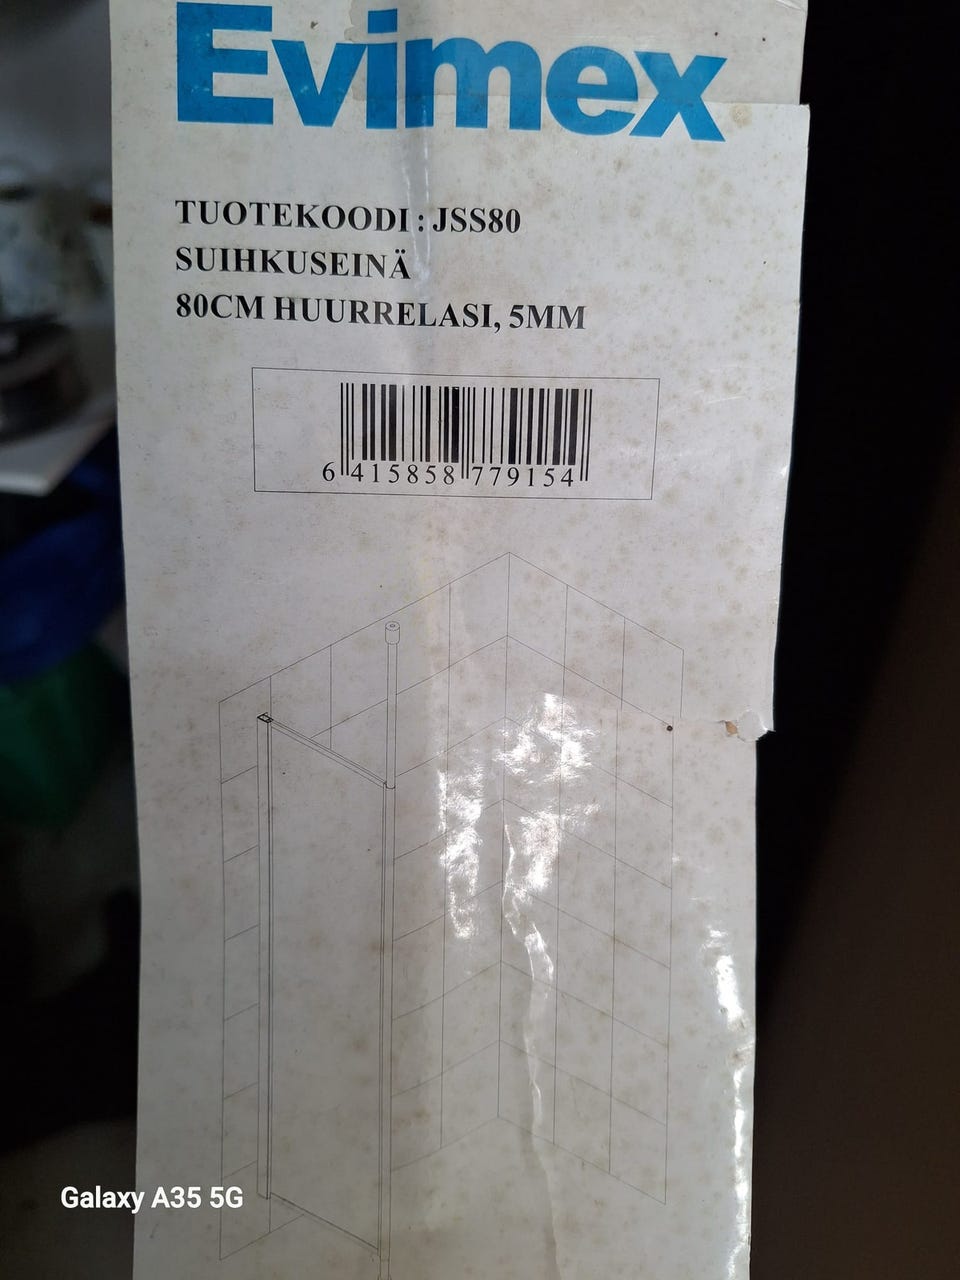 Evimex
TUOTEKOODI : JSS80
SUIHKUSEINÄ
80CM HUURRELASI, 5MM
6 415858 779154
Galaxy A35 5G